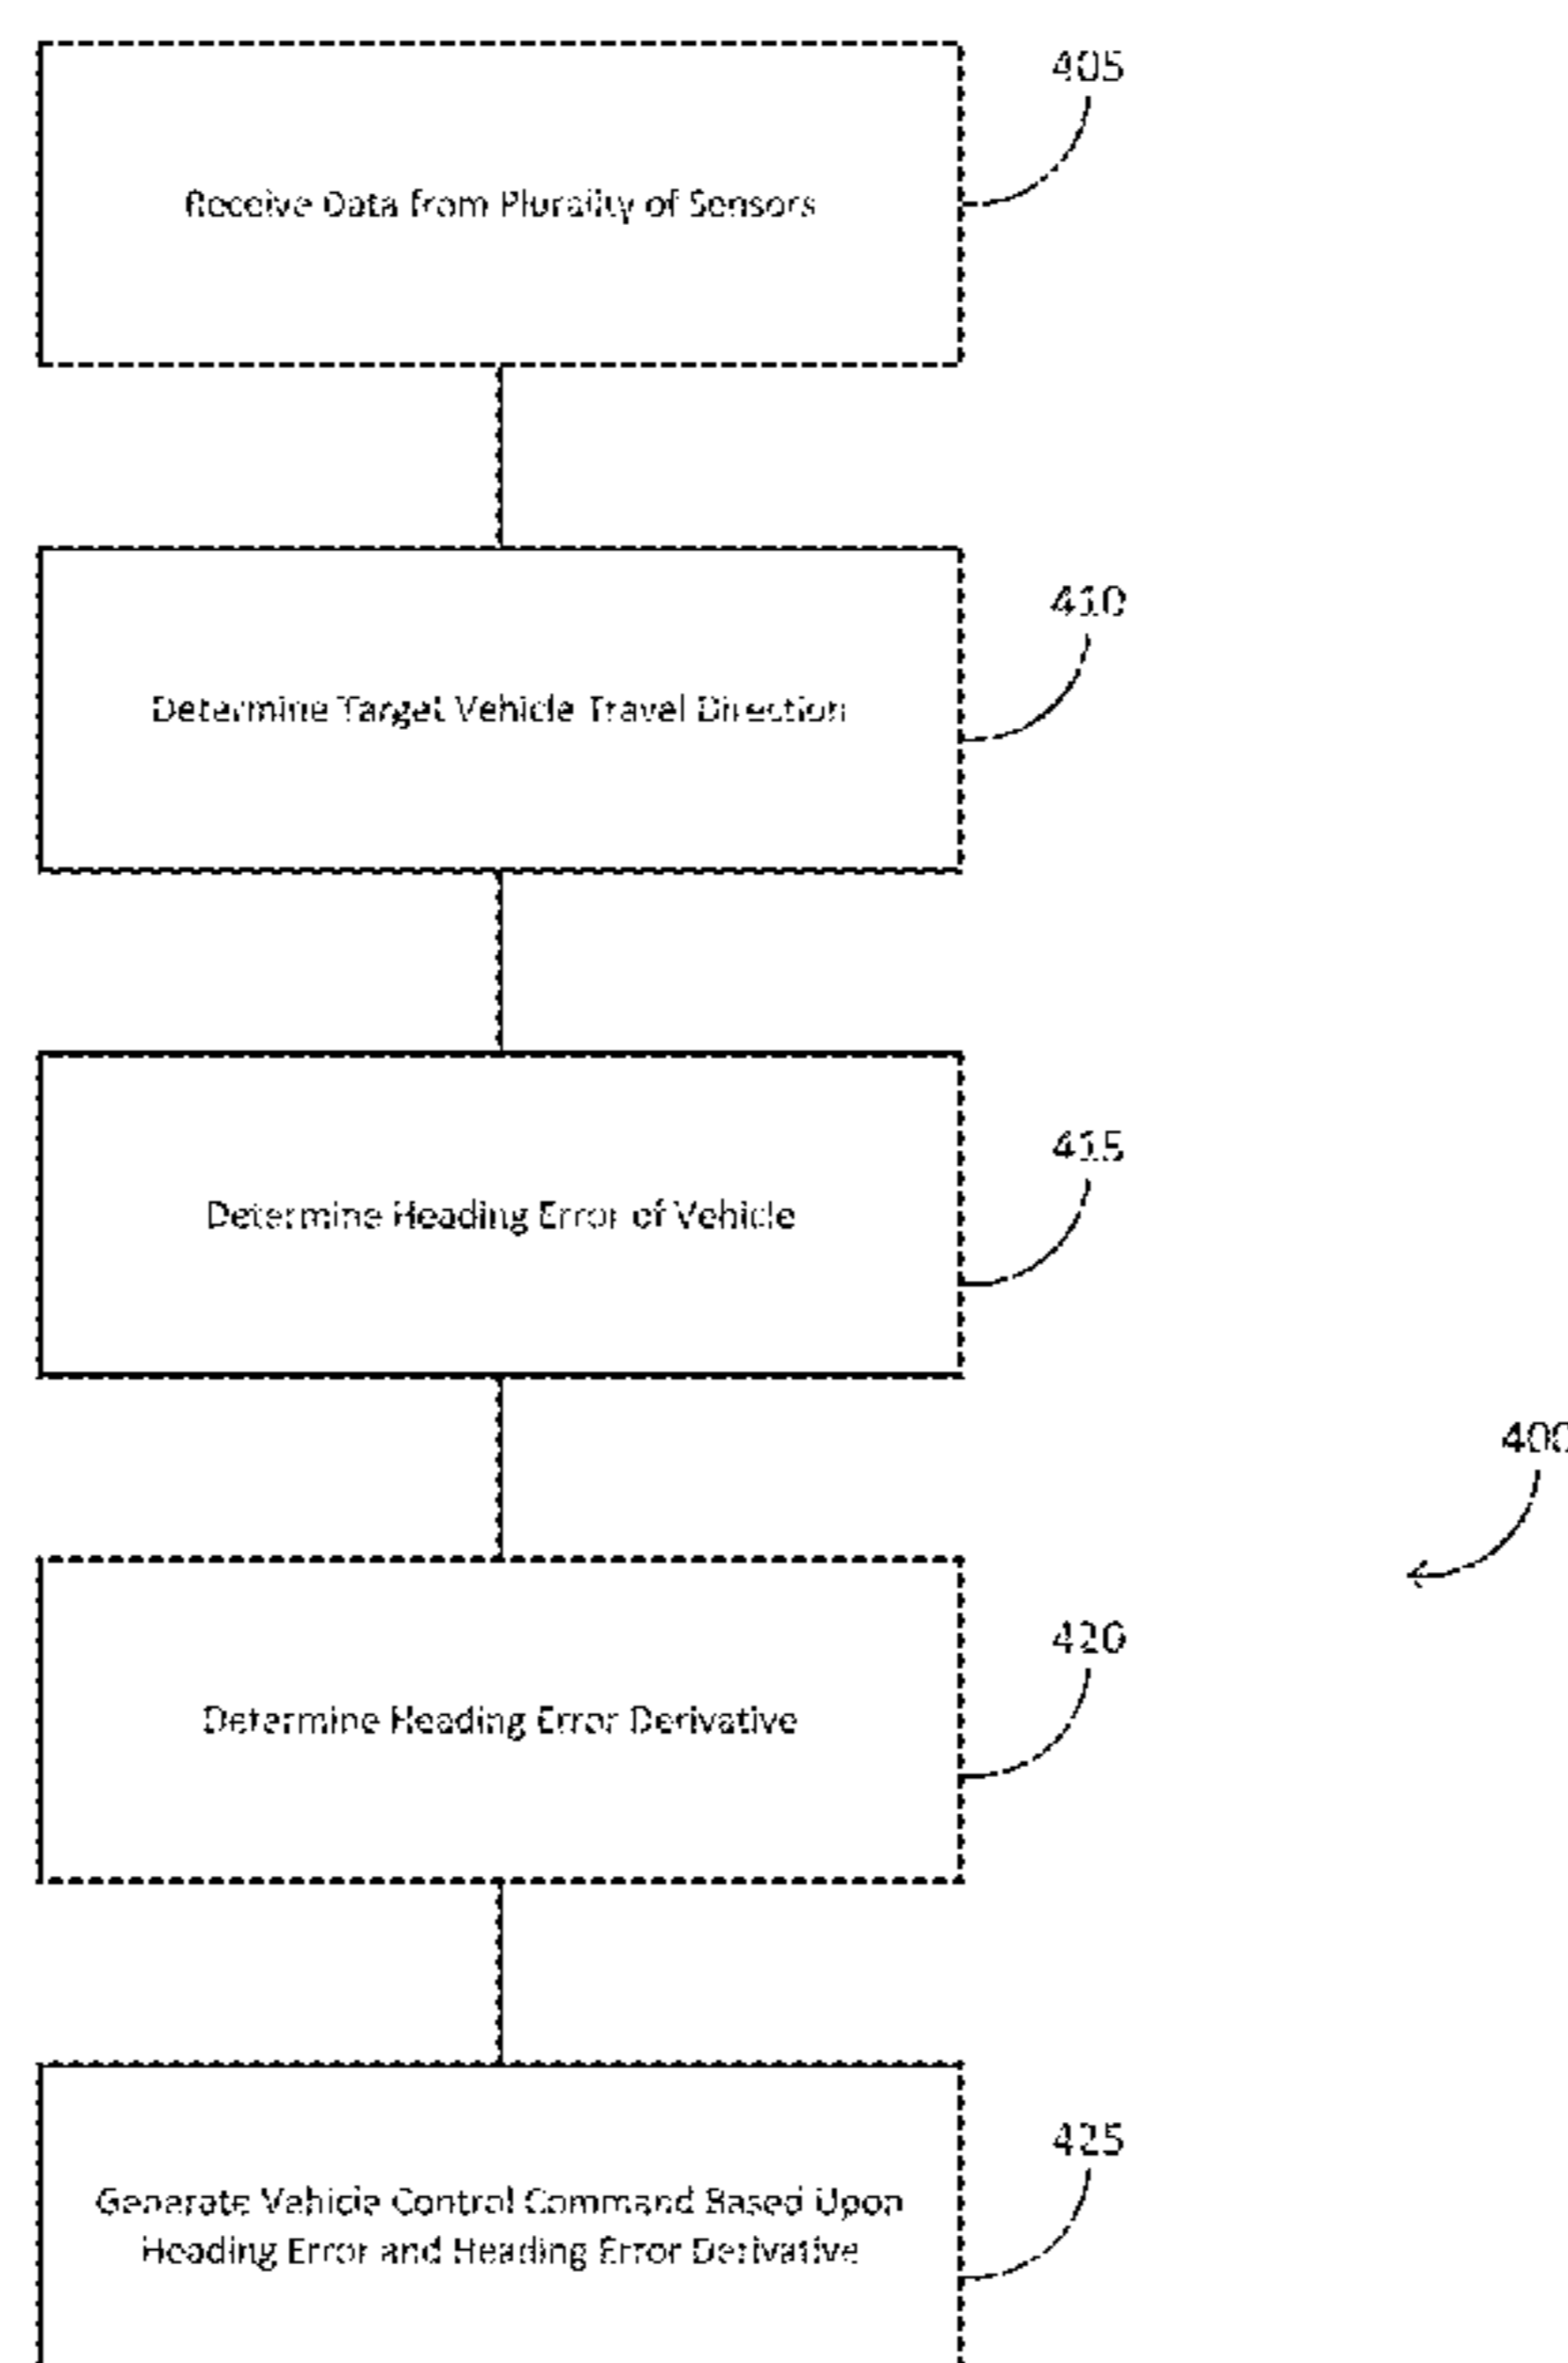 405
Receive Data from Plurality of Sensors
410
Determine Target Vehicle Travel Direction
415
Determine Heading Error of Vehicle
400
420
Determine Heading Error Derivative
425
Generate Vehicle Control Command Based Upon
Heading Error and Heading Error Derivative